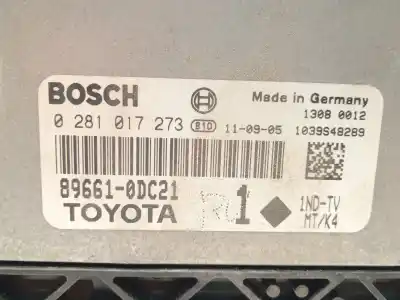 BOSCH
Made in Germany
1308 0012
0 281 017 273 B10 11-09-05 1039S48289
89661-0DC21
TOYOTA
1
1ND-TV
MT/K4